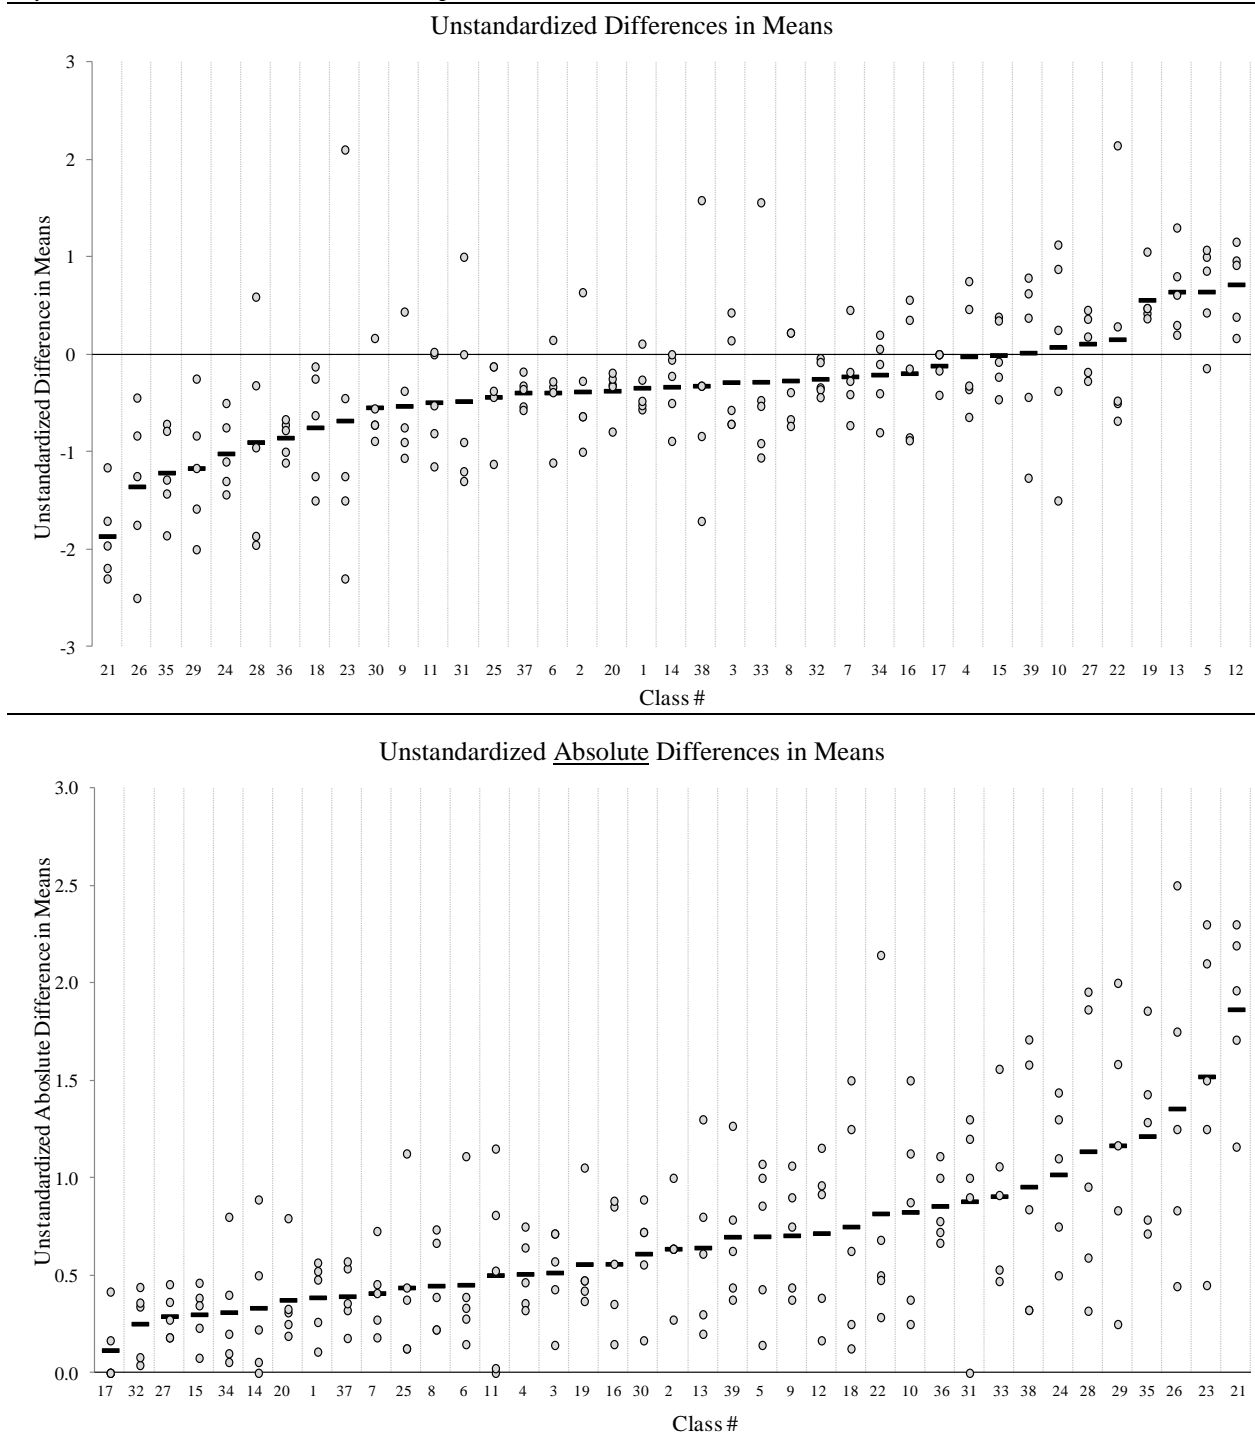 Unstandardized Differences in Means
3
2
1
0
-1
-2
-3
Unstandardized Difference in Means
21 26 35 29 24 28 36 18 23 30 9 11 31 25 37 6 2 20 1 14 38 3 33 8 32 7 34 16 17 4 15 39 10 27 22 19 13 5 12
Class #
Unstandardized Absolute Differences in Means
3.0
2.5
2.0
1.5
1.0
0.5
0.0
Unstandardized Aboslute Difference in Means
17 32 27 15 34 14 20 1 37 7 25 8 6 11 4 3 19 16 30 2 13 39 5 9 12 18 22 10 36 31 33 38 24 28 29 35 26 23 21
Class #